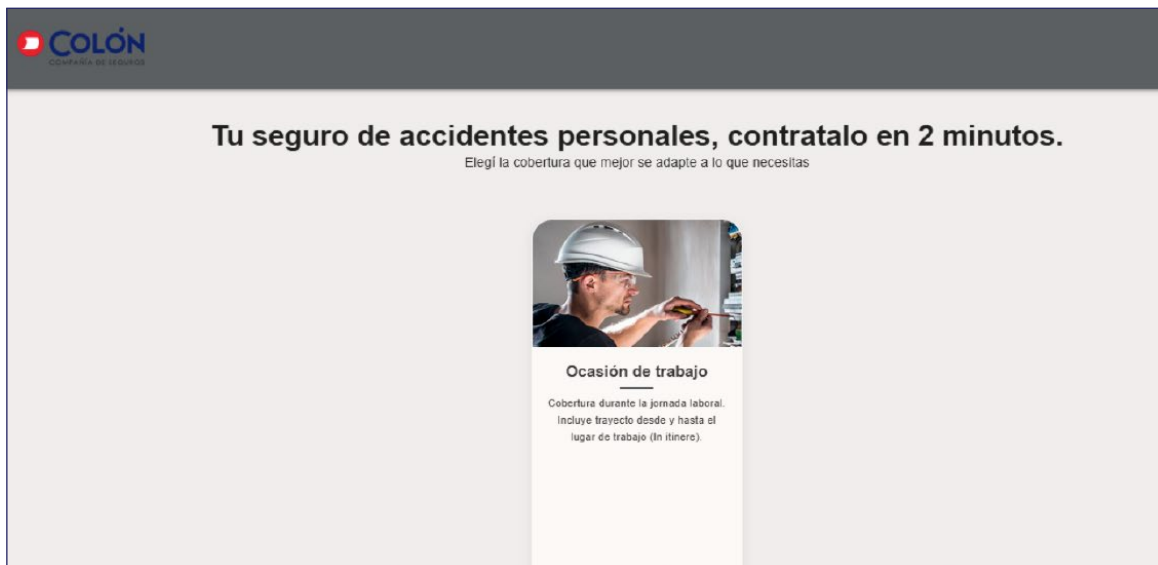 COLÓN
COMPAÑÍA DE SEGUROS
Tu seguro de accidentes personales, contratalo en 2 minutos.
Elegí la cobertura que mejor se adapte a lo que necesitas
Ocasión de trabajo
Cobertura durante la jornada laboral.
Incluye trayecto desde y hasta el
lugar de trabajo (In itinere).